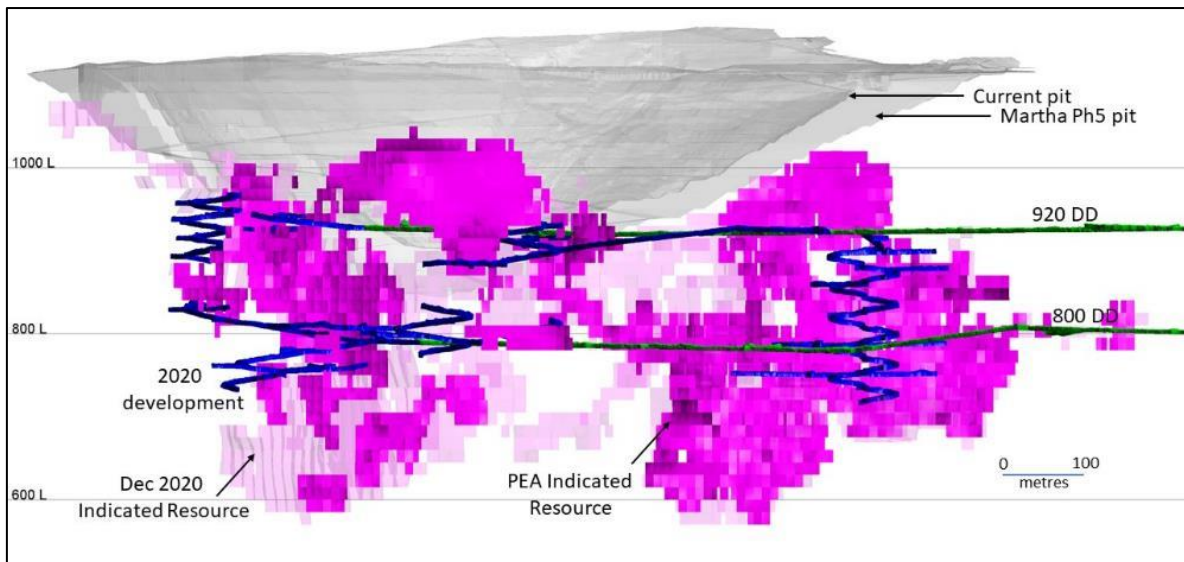 Current pit
Martha Ph5 pit
1000 L
920 DD
800 DD
800 L
2020
development
Dec 2020
Indicated Resource
PEA Indicated
Resource
0 100
metres
600 L